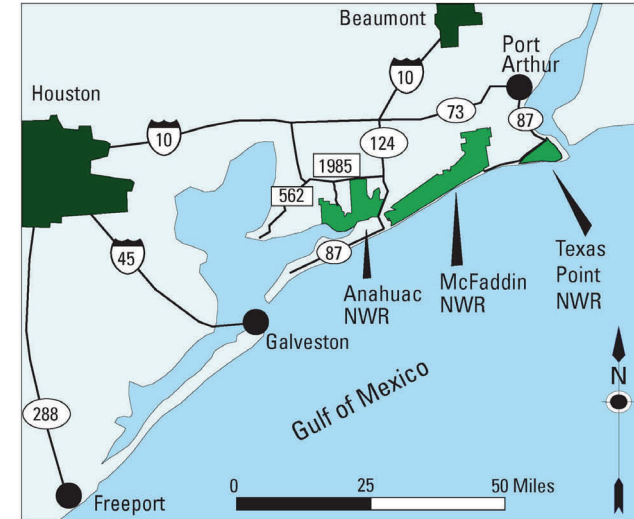 Beaumont
Port
Arthur
Houston
10
73
87
10
124
1985
562
Texas
Point
NWR
87
45
McFaddin
NWR
Anahuac
NWR
Galveston
N
Gulf of Mexico
288
0 25 50 Miles
Freeport